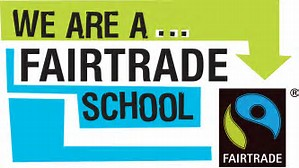 WE ARE A ...
FAIRTRADE
SCHOOL
®
FAIRTRADE